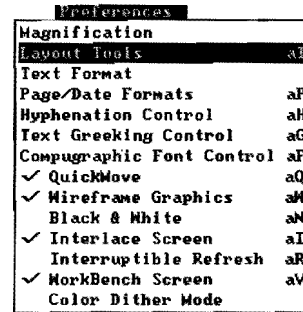 Preferences
Magnification
Layout Tools
Text Format
Page/Date Formats aP
Hyphenation Control aH
Text Greeking Control aG
Compugraphic Font Control aF
✓ QuickMove aQ
✓ Wireframe Graphics aW
Black & White aN
✓ Interlace Screen aI
Interruptible Refresh aR
✓ WorkBench Screen aV
Color Dither Mode